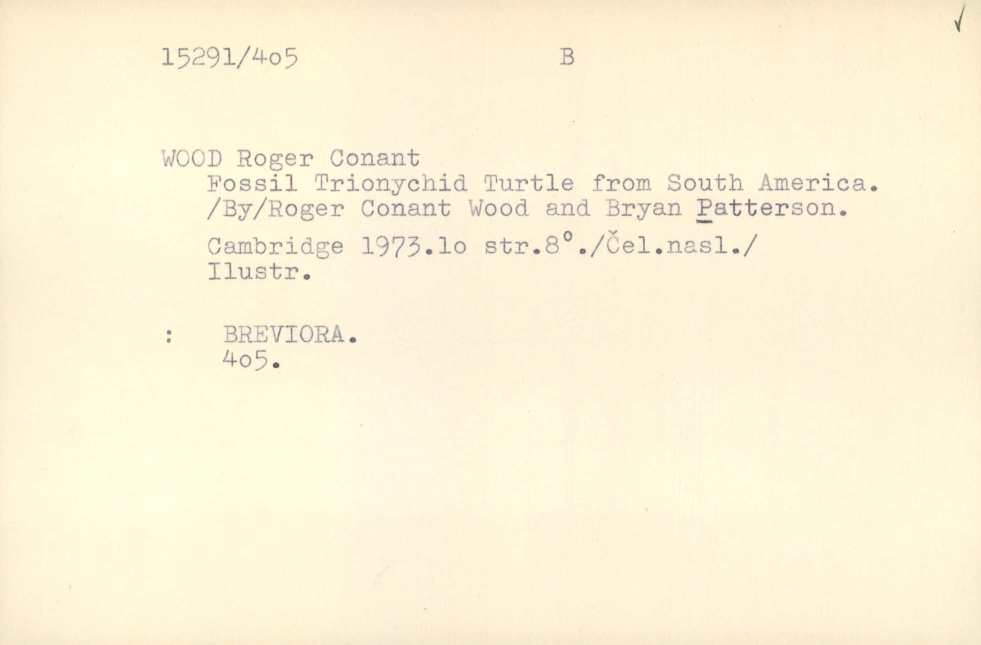 15291/4o5 B
WOOD Roger Conant
Fossil Trionychid Turtle from South America.
/By/Roger Conant Wood and Bryan Patterson.
Cambridge 1973.lo str.8°./Čel.nasl./
Ilustr.
: BREVIORA.
4o5.